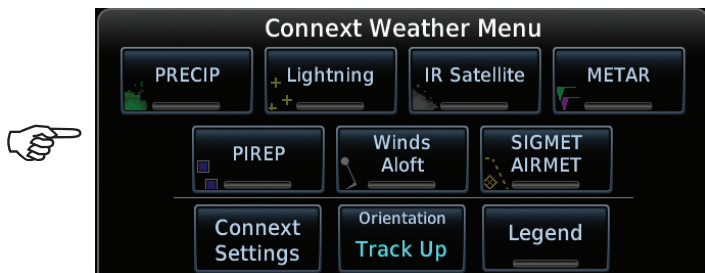 Connext Weather Menu
PRECIP
Lightning
IR Satellite
METAR
PIREP
Winds
Aloft
SIGMET
AIRMET
Connext
Settings
Orientation
Track Up
Legend